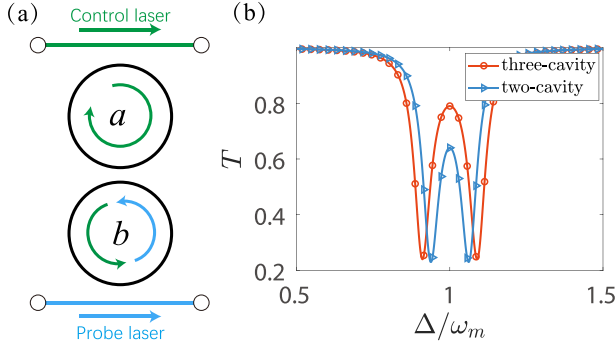 (a)
Control laser
a
b
Probe laser
(b)
three-cavity
two-cavity
T
0.8
0.6
0.4
0.2
0.5
1
1.5
Δ/ω_m